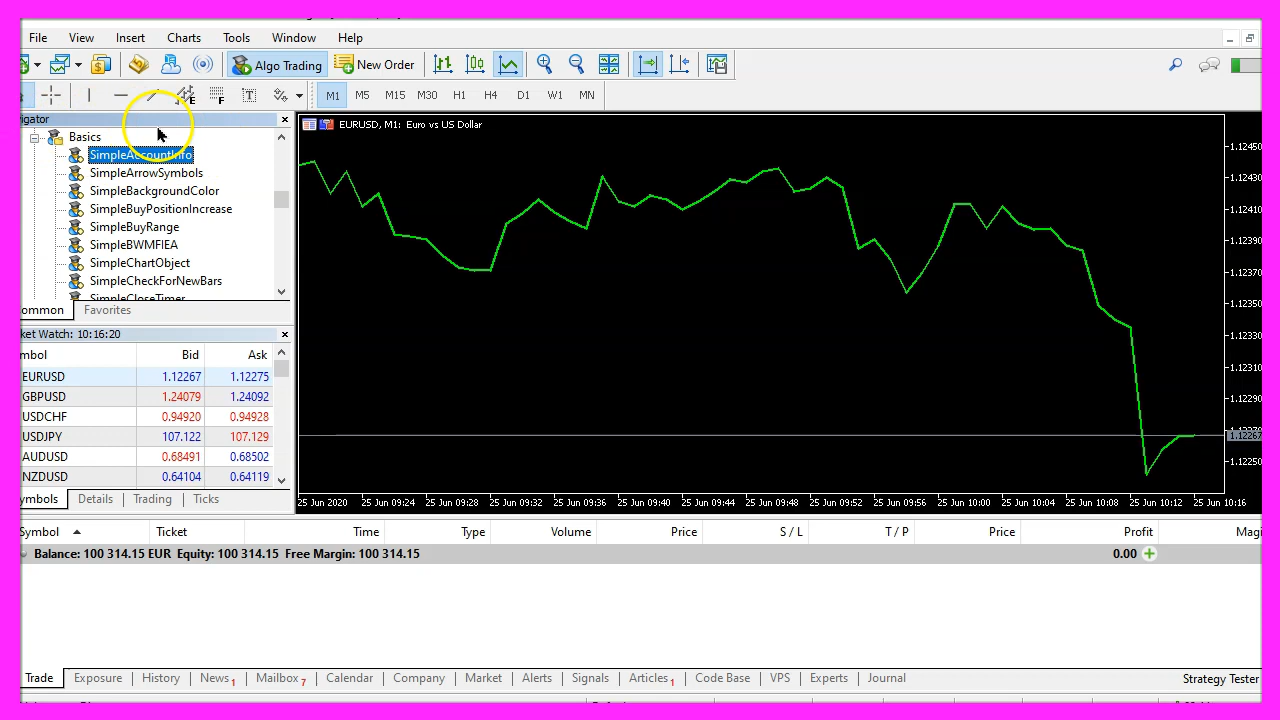 File View Insert Charts Tools Window Help
Algo Trading New Order
E F T M1 M5 M15 M30 H1 H4 D1 W1 MN
vigator
Basics
SimpleAccountInfo
SimpleArrowSymbols
SimpleBackgroundColor
SimpleBuyPositionIncrease
SimpleBuyRange
SimpleBWMFIEA
SimpleChartObject
SimpleCheckForNewBars
SimpleCloseTimer
ommon Favorites
ket Watch: 10:16:20
mbol Bid Ask
EURUSD 1.12267 1.12275
GBPUSD 1.24079 1.24092
USDCHF 0.94920 0.94928
USDJPY 107.122 107.129
AUDUSD 0.68491 0.68502
NZDUSD 0.64104 0.64119
ymbols Details Trading Ticks
EURUSD, M1: Euro vs US Dollar
1.12450
1.12430
1.12410
1.12390
1.12370
1.12350
1.12330
1.12310
1.12290
1.12267
1.12250
25 Jun 2020 25 Jun 09:24 25 Jun 09:28 25 Jun 09:32 25 Jun 09:36 25 Jun 09:40 25 Jun 09:44 25 Jun 09:48 25 Jun 09:52 25 Jun 09:56 25 Jun 10:00 25 Jun 10:04 25 Jun 10:08 25 Jun 10:12 25 Jun 10:16
Symbol Ticket Time Type Volume Price S / L T / P Price Profit Magi
Balance: 100 314.15 EUR Equity: 100 314.15 Free Margin: 100 314.15 0.00
Trade Exposure History News 1 Mailbox 7 Calendar Company Market Alerts Signals Articles 1 Code Base VPS Experts Journal Strategy Tester